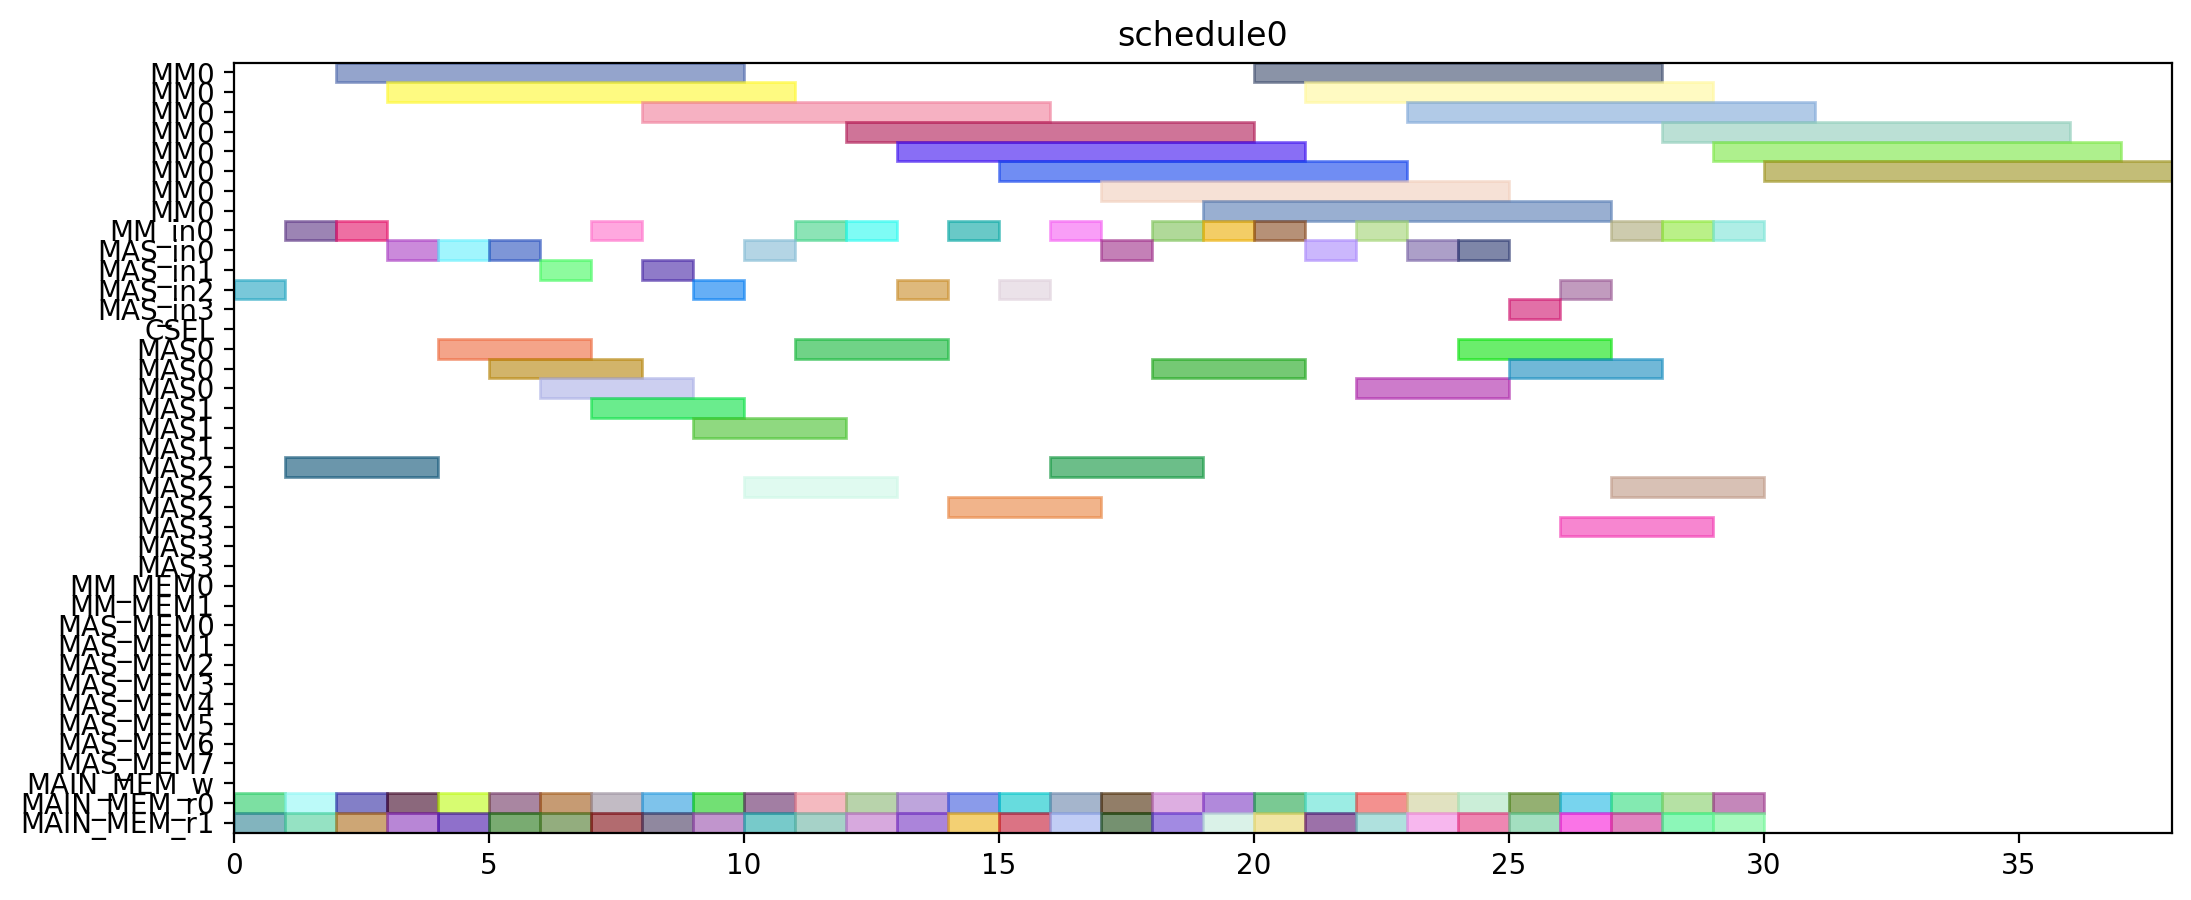 schedule0
MM0
MM0
MM0
MM0
MM0
MM0
MM0
MM0
MM_in0
MAS_in0
MAS_in1
MAS_in2
MAS_in3
CSEL
MAS0
MAS0
MAS0
MAS1
MAS1
MAS1
MAS2
MAS2
MAS2
MAS3
MAS3
MAS3
MM_MEM0
MM_MEM1
MAS_MEM0
MAS_MEM1
MAS_MEM2
MAS_MEM3
MAS_MEM4
MAS_MEM5
MAS_MEM6
MAS_MEM7
MAIN_MEM_w
MAIN_MEM_r0
MAIN_MEM_r1
0 5 10 15 20 25 30 35